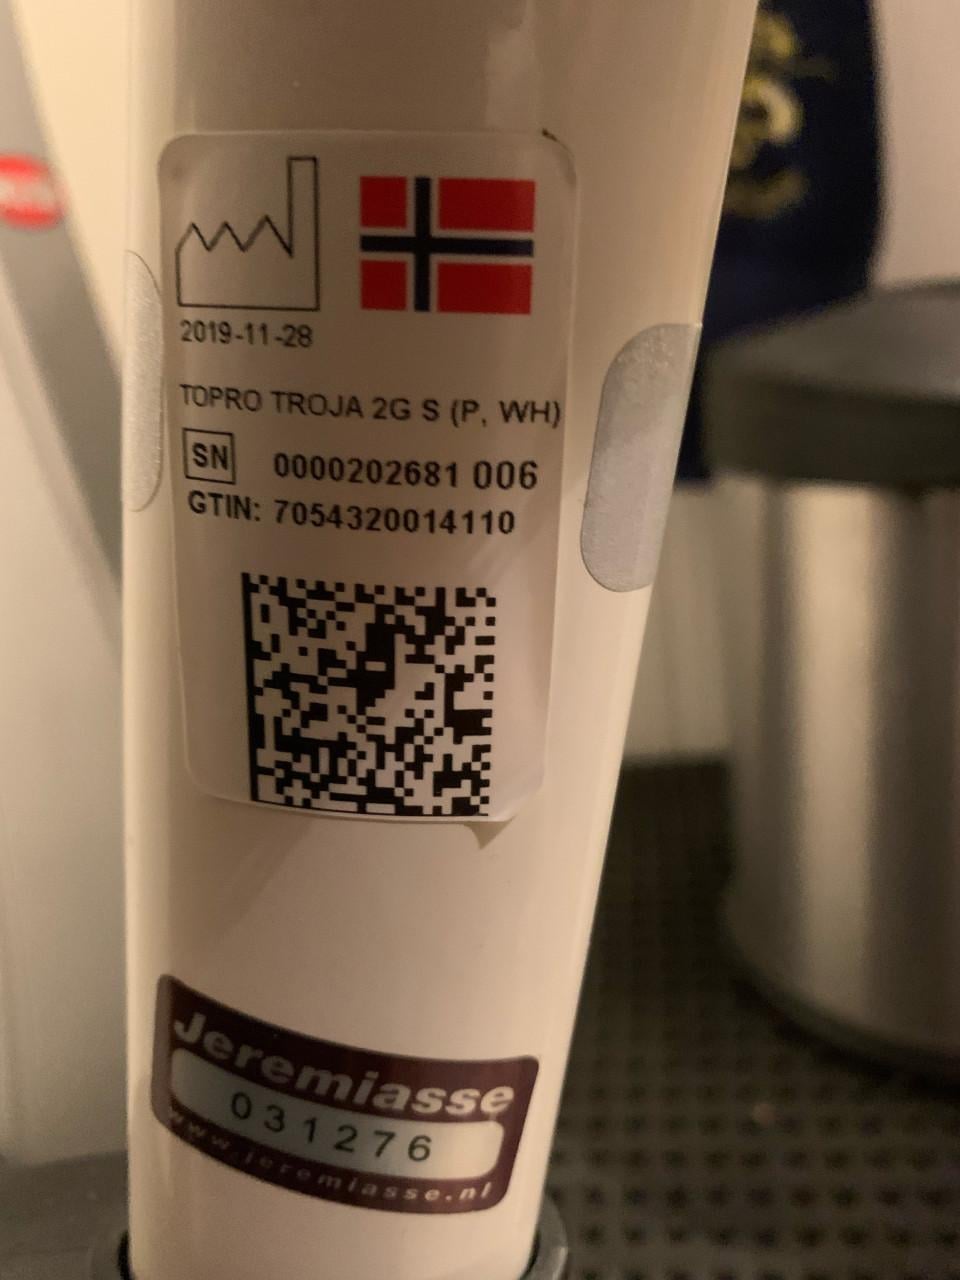 2019-11-28
TOPRO TROJA 2G S (P, WH)
SN 0000202681 006
GTIN: 7054320014110
Jeremiasse
031276
www.jeremiasse.nl